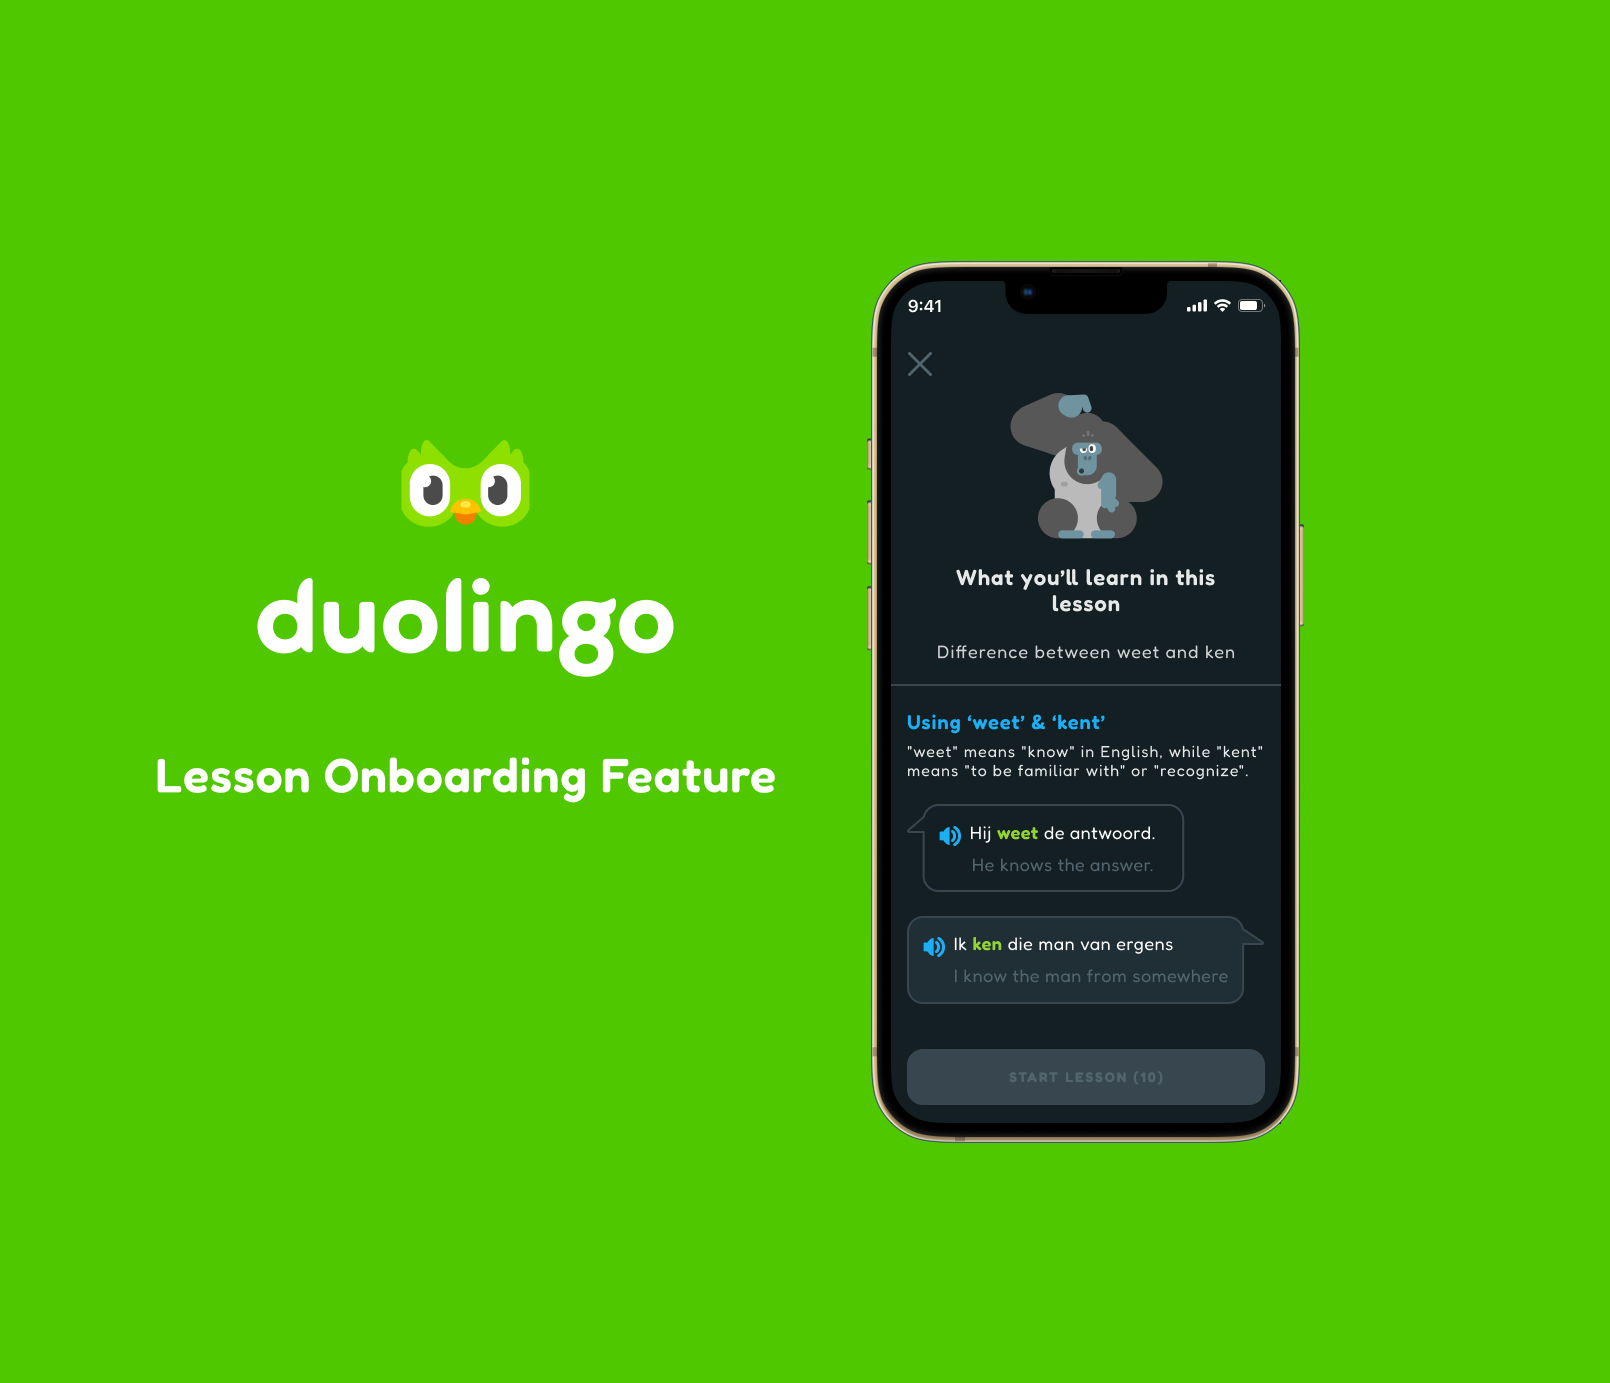 duolingo
Lesson Onboarding Feature
9:41
What you’ll learn in this
lesson
Difference between weet and ken
Using ‘weet’ & ‘kent’
"weet" means "know" in English, while "kent"
means "to be familiar with" or "recognize".
Hij weet de antwoord.
He knows the answer.
Ik ken die man van ergens
I know the man from somewhere
START LESSON (10)